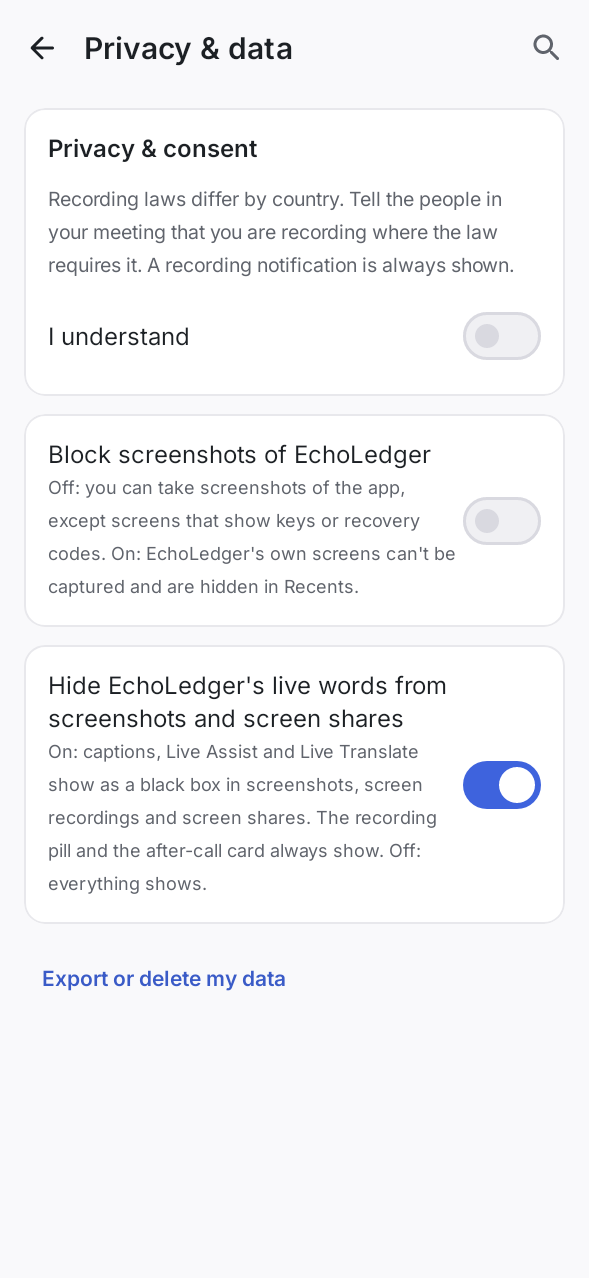 Privacy & data
Privacy & consent
Recording laws differ by country. Tell the people in
your meeting that you are recording where the law
requires it. A recording notification is always shown.
I understand
Block screenshots of EchoLedger
Off: you can take screenshots of the app,
except screens that show keys or recovery
codes. On: EchoLedger's own screens can't be
captured and are hidden in Recents.
Hide EchoLedger's live words from
screenshots and screen shares
On: captions, Live Assist and Live Translate
show as a black box in screenshots, screen
recordings and screen shares. The recording
pill and the after-call card always show. Off:
everything shows.
Export or delete my data